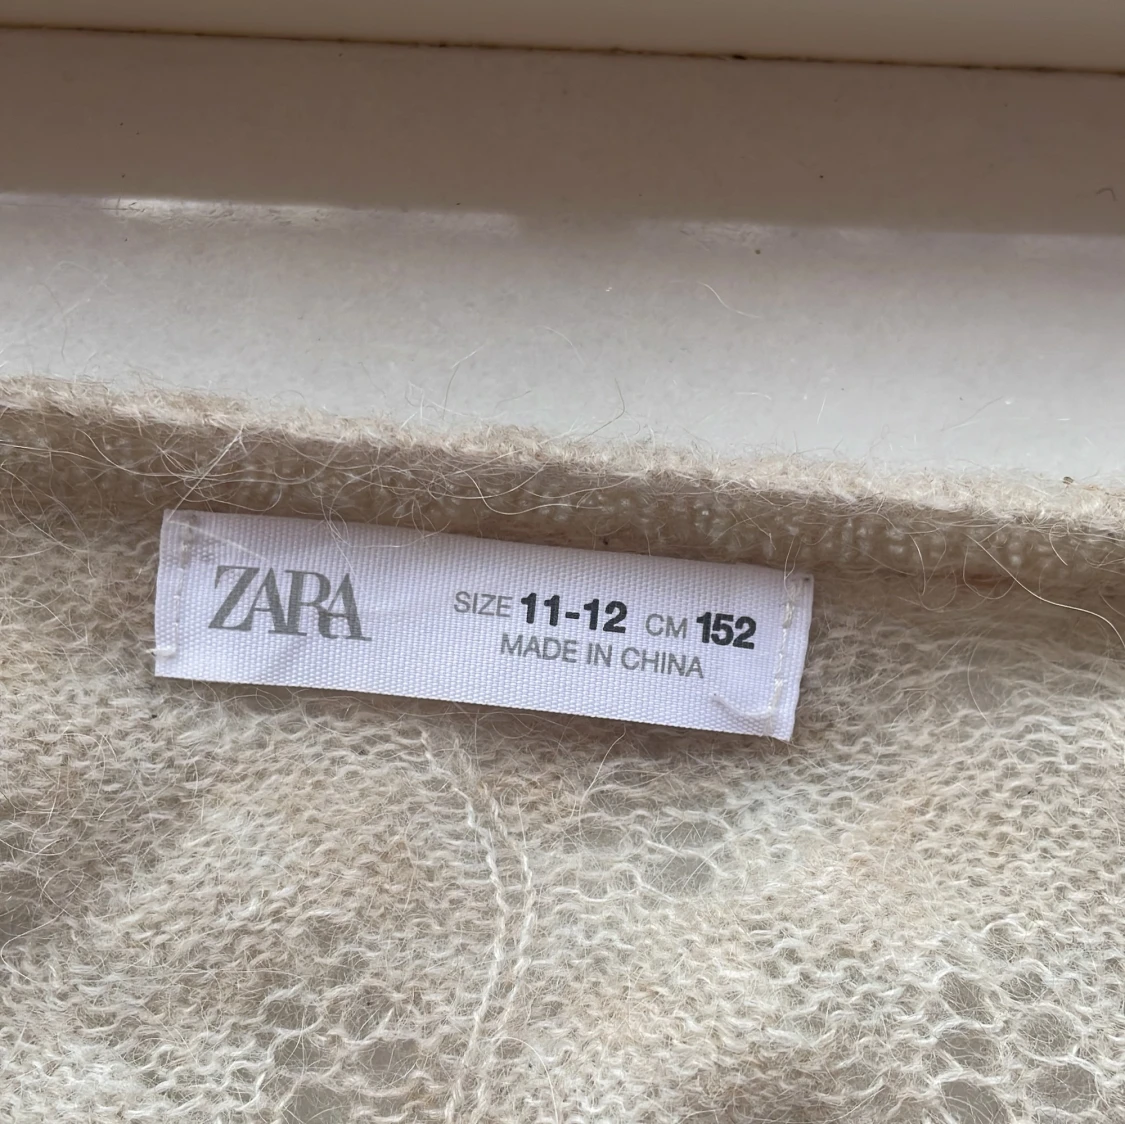 ZARA
SIZE 11-12 CM 152
MADE IN CHINA